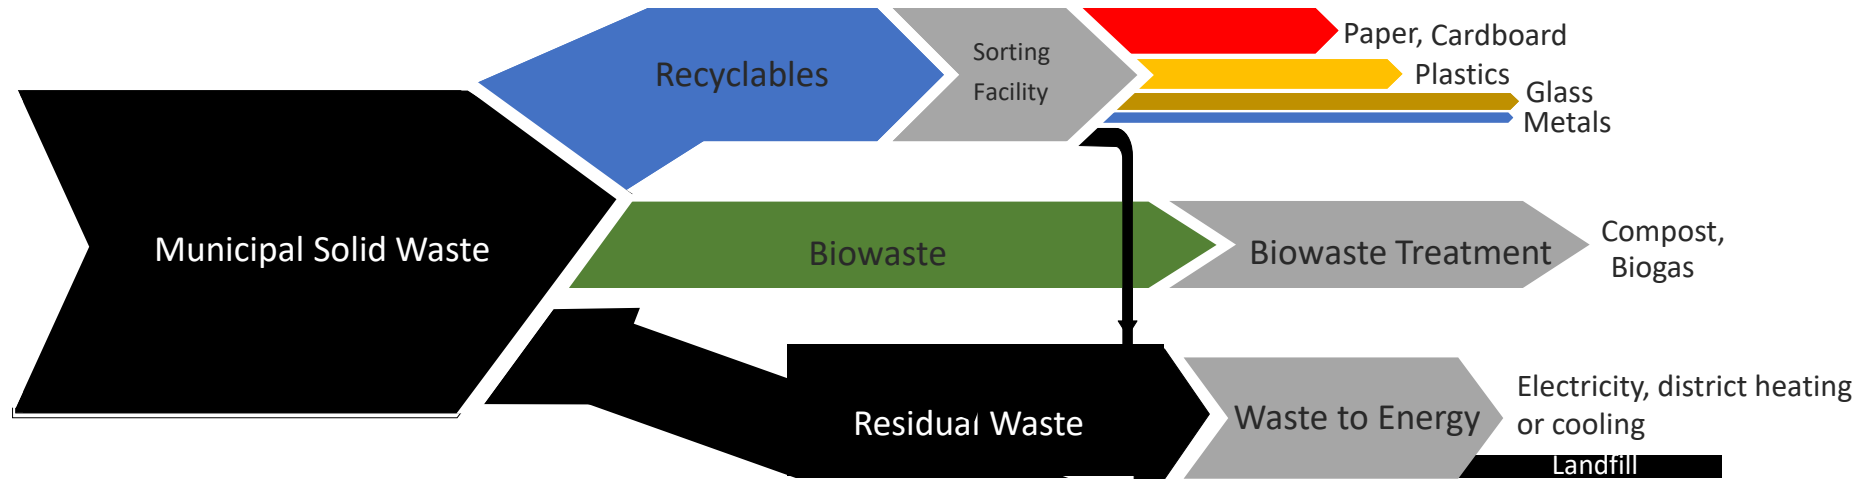 Municipal Solid Waste
Recyclables
Sorting
Facility
Paper, Cardboard
Plastics
Glass
Metals
Biowaste
Biowaste Treatment
Compost,
Biogas
Residual Waste
Waste to Energy
Electricity, district heating
or cooling
Landfill